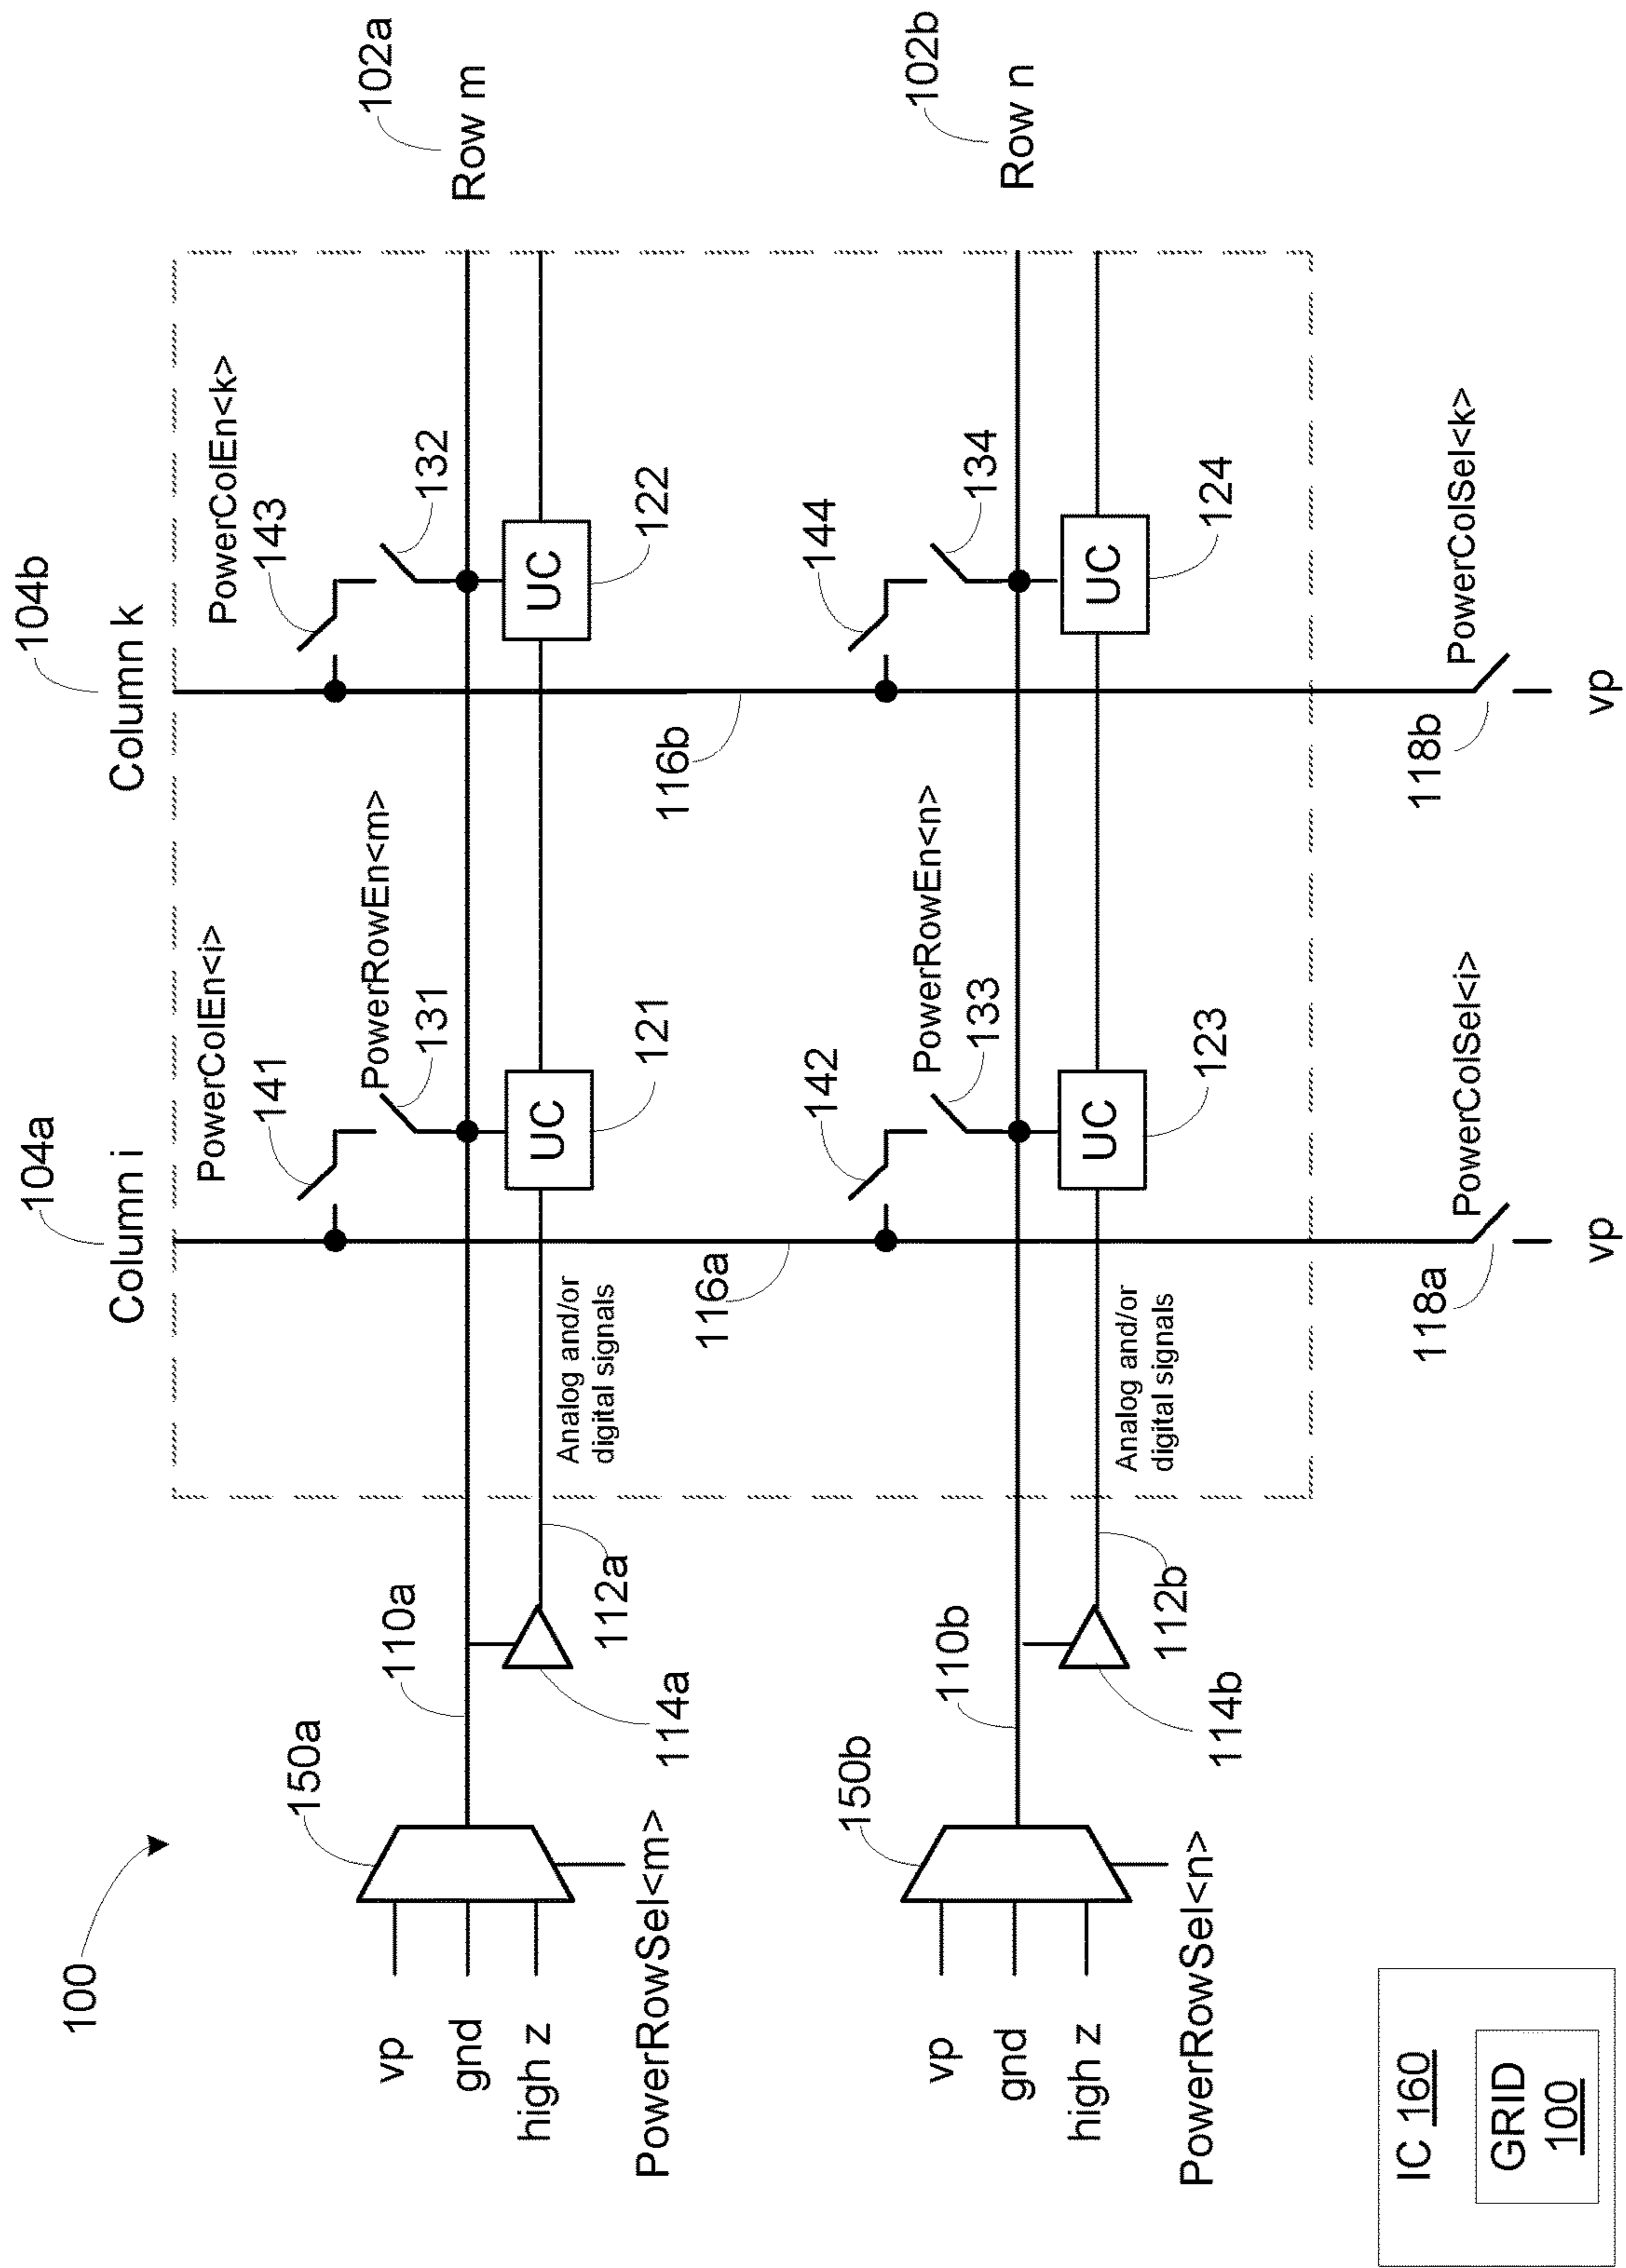 100
104a
Column i
104b
Column k
PowerColEn<i>
PowerColEn<k>
141
143
150a
110a
PowerRowEn<m>
131
132
102a
Row m
vp
gnd
high z
UC
UC
PowerRowSel<m>
114a
112a
Analog and/or
digital signals
121
122
116a
116b
142
144
150b
110b
PowerRowEn<n>
133
134
102b
Row n
vp
gnd
high z
UC
UC
PowerRowSel<n>
114b
112b
Analog and/or
digital signals
123
124
118a
PowerColSel<i>
118b
PowerColSel<k>
vp
vp
IC 160
GRID
100